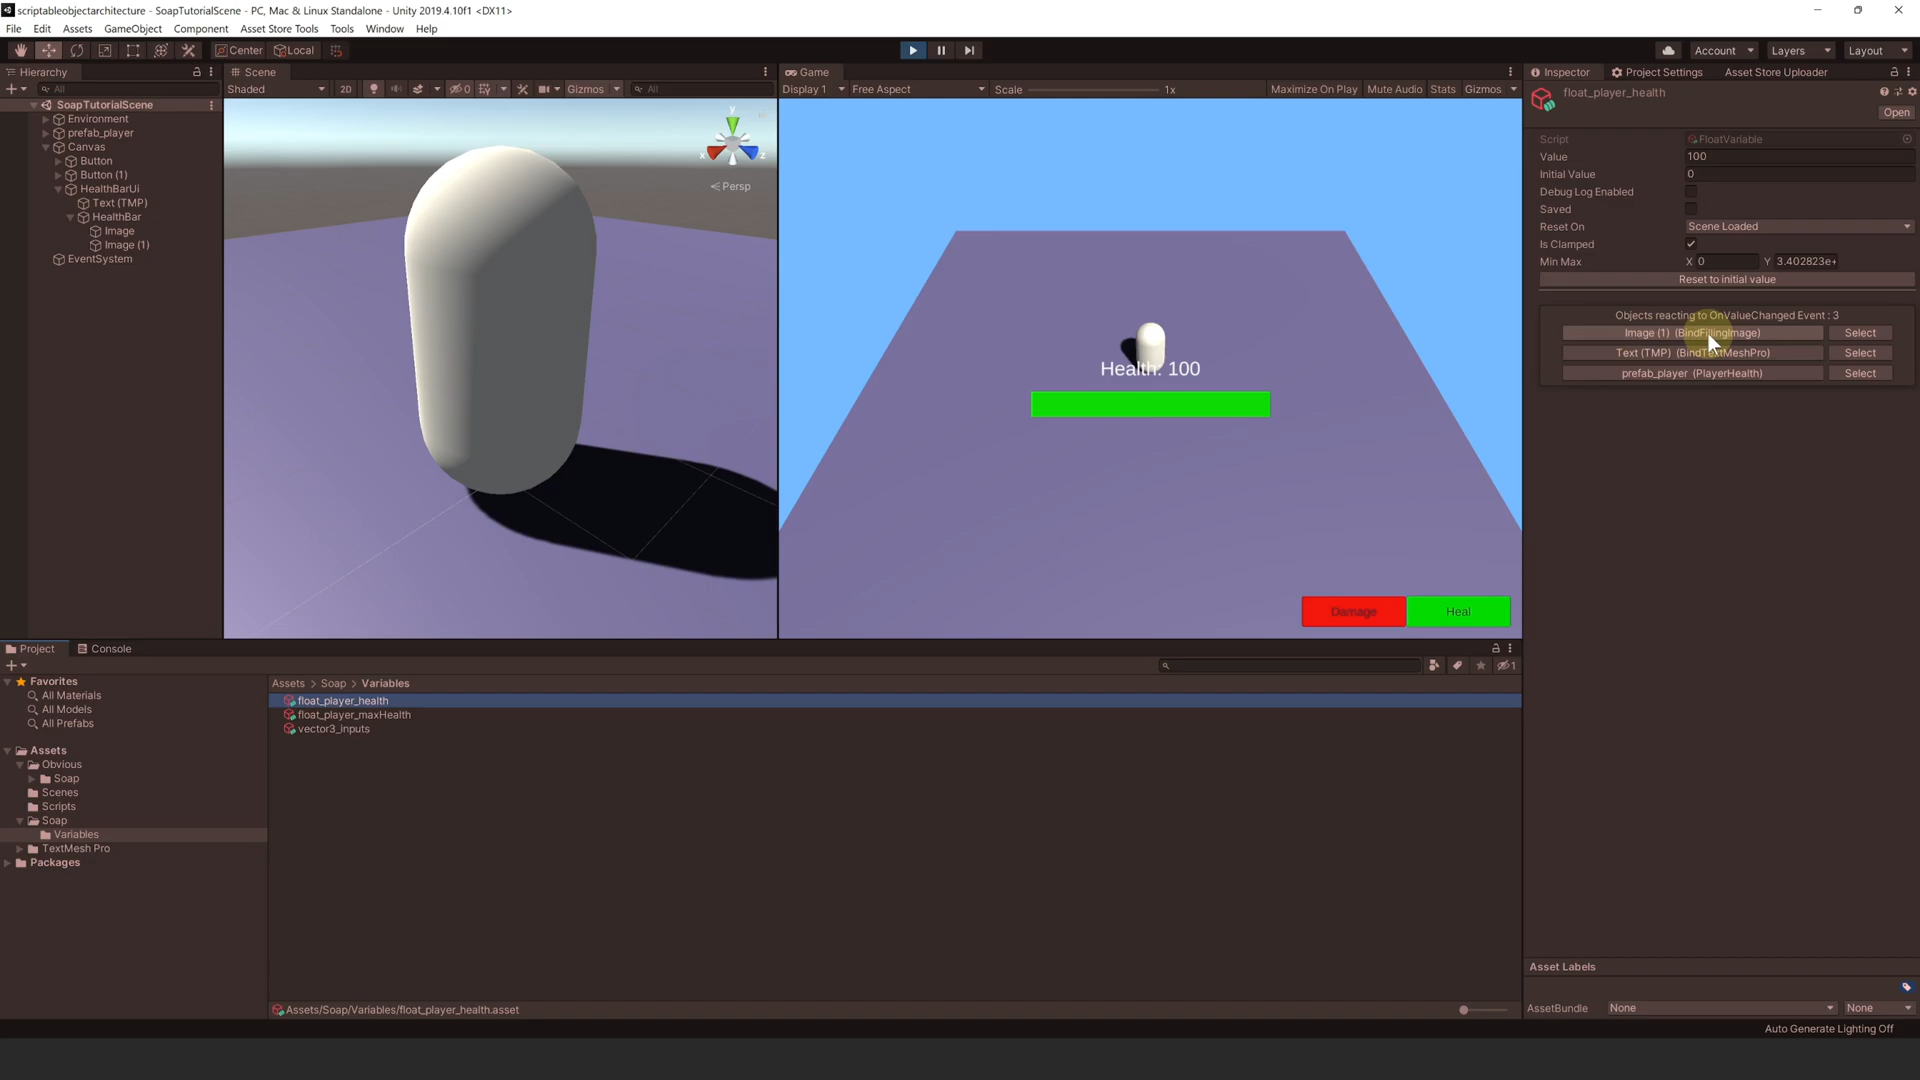 scriptableobjectarchitecture - SoapTutorialScene - PC, Mac & Linux Standalone - Unity 2019.4.10f1 <DX11>
File Edit Assets GameObject Component Asset Store Tools Tools Window Help
Center Local Account Layers Layout
Hierarchy
All
SoapTutorialScene
Environment
prefab_player
Canvas
Button
Button (1)
HealthBarUi
Text (TMP)
HealthBar
Image
Image (1)
EventSystem
Scene
Shaded 2D 0 Gizmos All
y
x z
Persp
Game
Display 1 Free Aspect Scale 1x Maximize On Play Mute Audio Stats Gizmos
Health: 100
Damage Heal
Inspector Project Settings Asset Store Uploader
float_player_health
Open
Script FloatVariable
Value 100
Initial Value 0
Debug Log Enabled
Saved
Reset On Scene Loaded
Is Clamped
Min Max X 0 Y 3.402823e+
Reset to initial value
Objects reacting to OnValueChanged Event : 3
Image (1) (BindFillingImage) Select
Text (TMP) (BindTextMeshPro) Select
prefab_player (PlayerHealth) Select
Asset Labels
AssetBundle None None
Project Console
1
Favorites
All Materials
All Models
All Prefabs
Assets
Obvious
Soap
Scenes
Scripts
Soap
Variables
TextMesh Pro
Packages
Assets > Soap > Variables
float_player_health
float_player_maxHealth
vector3_inputs
Assets/Soap/Variables/float_player_health.asset
Auto Generate Lighting Off